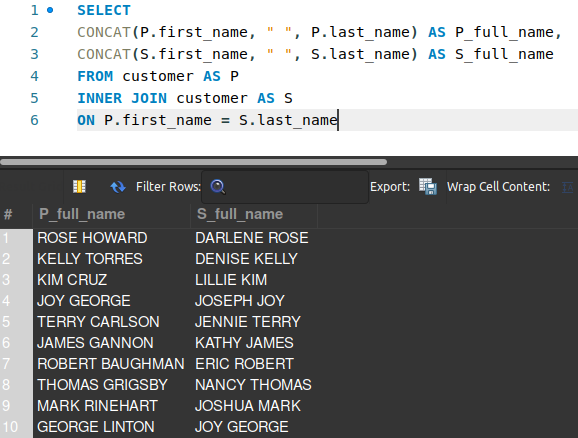 1 SELECT
2 CONCAT(P.first_name, " ", P.last_name) AS P_full_name,
3 CONCAT(S.first_name, " ", S.last_name) AS S_full_name
4 FROM customer AS P
5 INNER JOIN customer AS S
6 ON P.first_name = S.last_name
Filter Rows: Export: Wrap Cell Content:
# P_full_name S_full_name
1 ROSE HOWARD DARLENE ROSE
2 KELLY TORRES DENISE KELLY
3 KIM CRUZ LILLIE KIM
4 JOY GEORGE JOSEPH JOY
5 TERRY CARLSON JENNIE TERRY
6 JAMES GANNON KATHY JAMES
7 ROBERT BAUGHMAN ERIC ROBERT
8 THOMAS GRIGSBY NANCY THOMAS
9 MARK RINEHART JOSHUA MARK
10 GEORGE LINTON JOY GEORGE